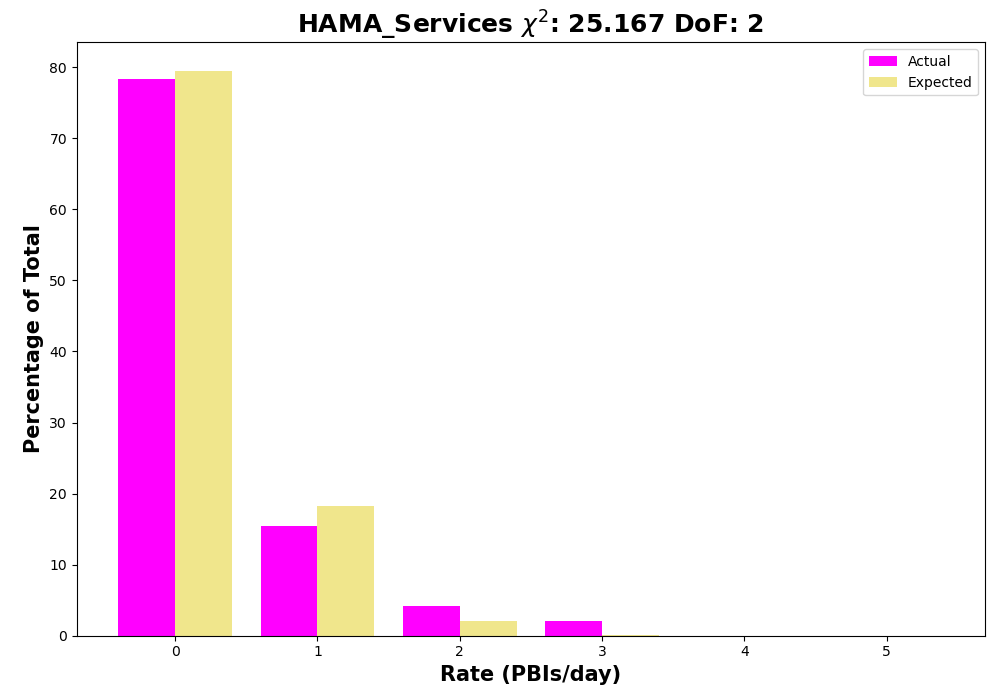 HAMA_Services χ²: 25.167 DoF: 2
Actual
Expected
Percentage of Total
80
70
60
50
40
30
20
10
0
0 1 2 3 4 5
Rate (PBIs/day)